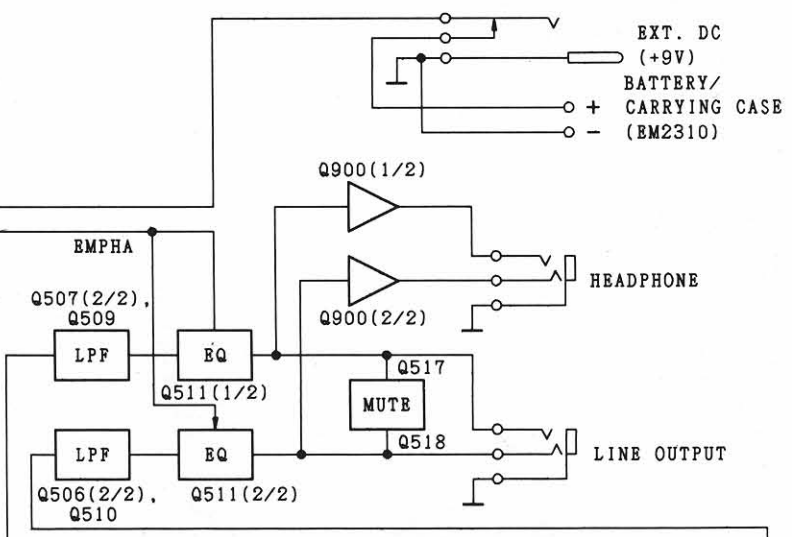 EXT. DC
(+9V)
BATTERY/
+ CARRYING CASE
- (EM2310)
Q900(1/2)
EMPHA
HEADPHONE
Q507(2/2),
Q509
Q900(2/2)
LPF
EQ
Q517
Q511(1/2)
MUTE
Q518
LPF
EQ
LINE OUTPUT
Q506(2/2),
Q510
Q511(2/2)